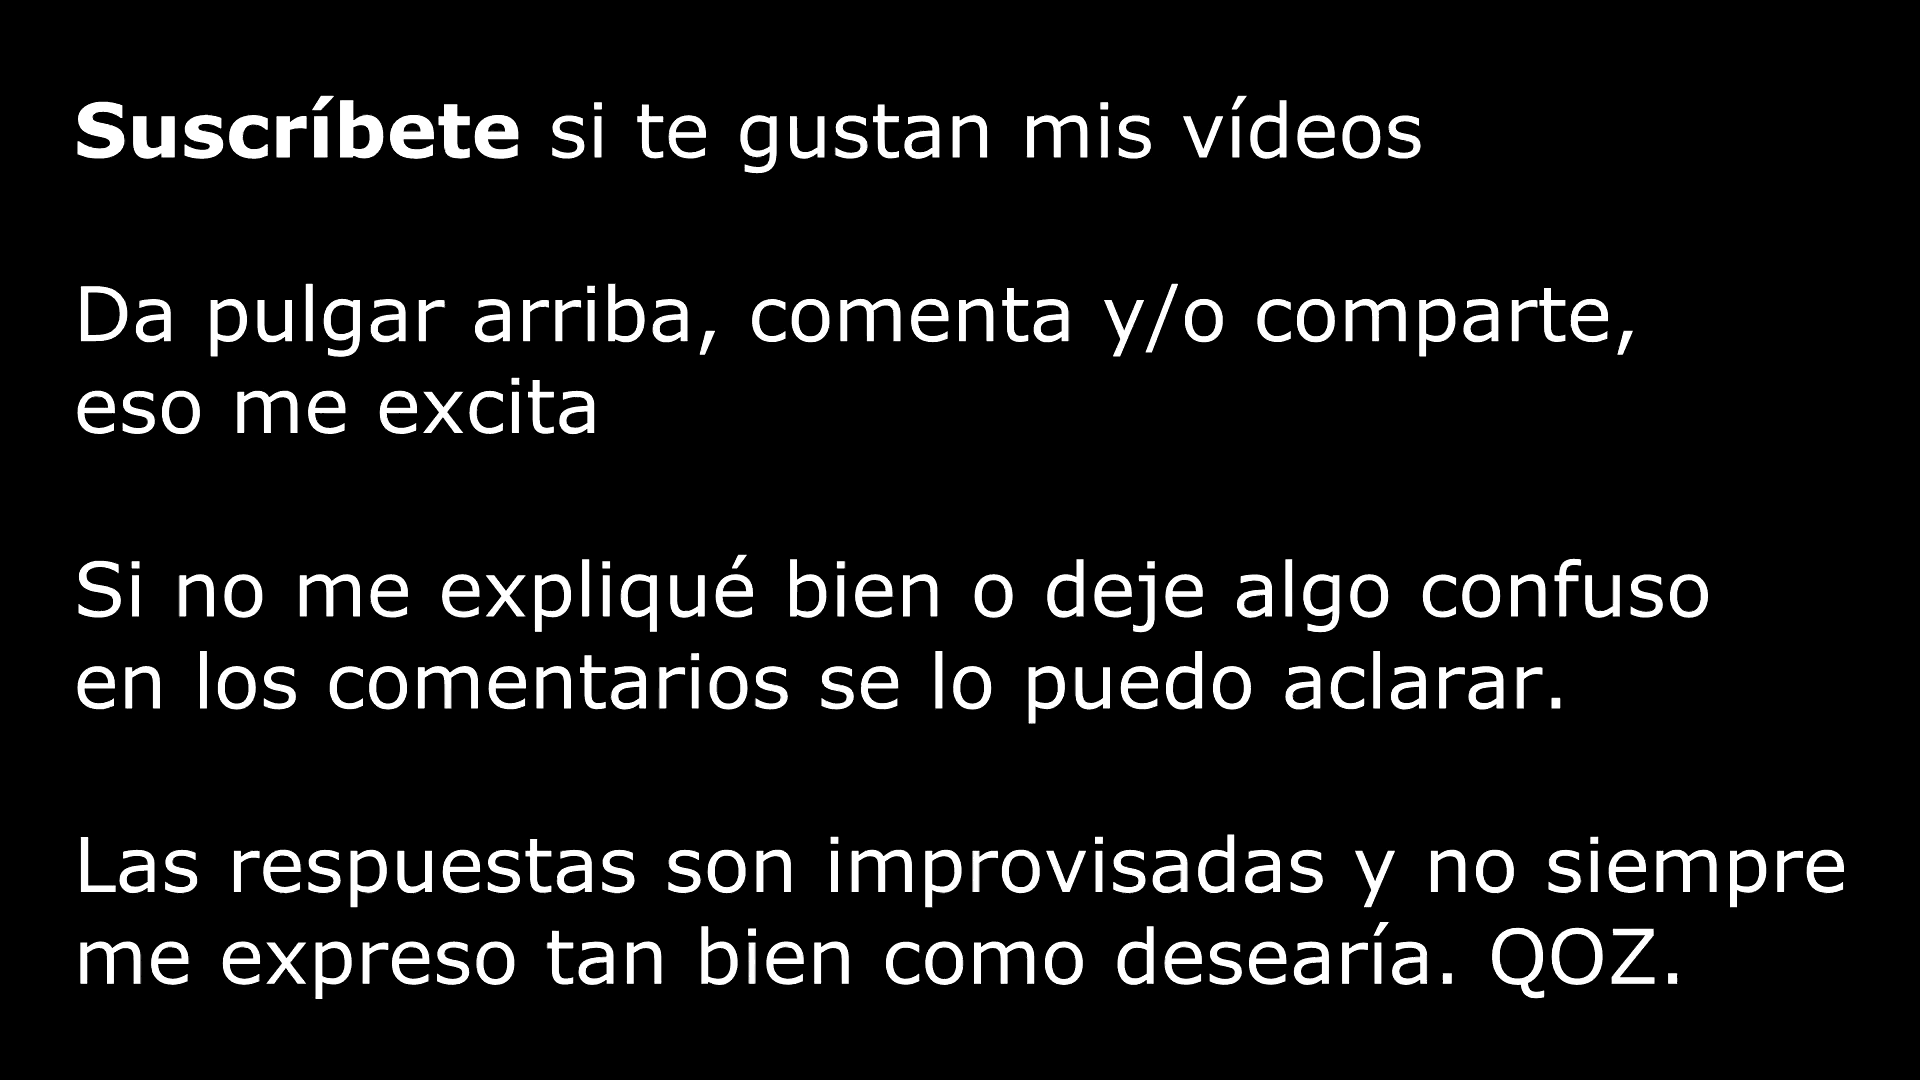 Suscríbete si te gustan mis vídeos
Da pulgar arriba, comenta y/o comparte,
eso me excita
Si no me expliqué bien o deje algo confuso
en los comentarios se lo puedo aclarar.
Las respuestas son improvisadas y no siempre
me expreso tan bien como desearía. QOZ.